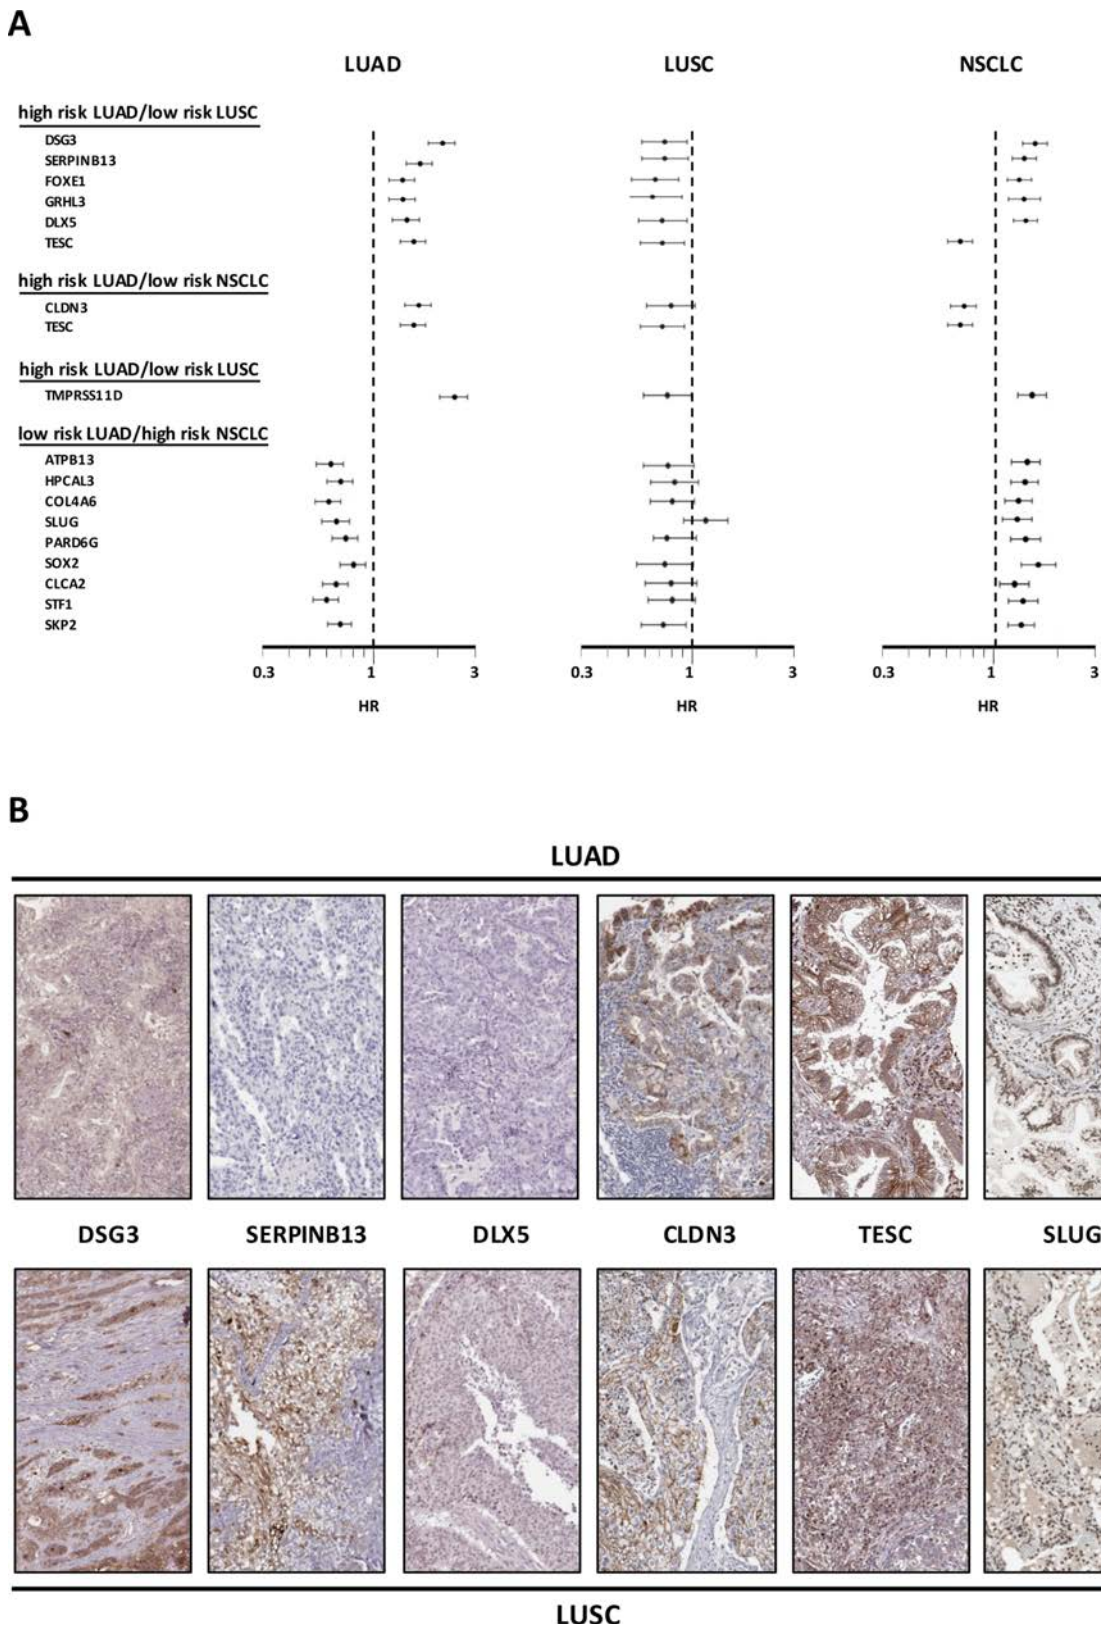 A
LUAD LUSC NSCLC
high risk LUAD/low risk LUSC
DSG3
SERPINB13
FOXE1
GRHL3
DLX5
TESC
high risk LUAD/low risk NSCLC
CLDN3
TESC
high risk LUAD/low risk LUSC
TMPRSS11D
low risk LUAD/high risk NSCLC
ATPB13
HPCAL3
COL4A6
SLUG
PARD6G
SOX2
CLCA2
STF1
SKP2
0.3 1 3 0.3 1 3 0.3 1 3
HR HR HR
B
LUAD
DSG3 SERPINB13 DLX5 CLDN3 TESC SLUG
LUSC